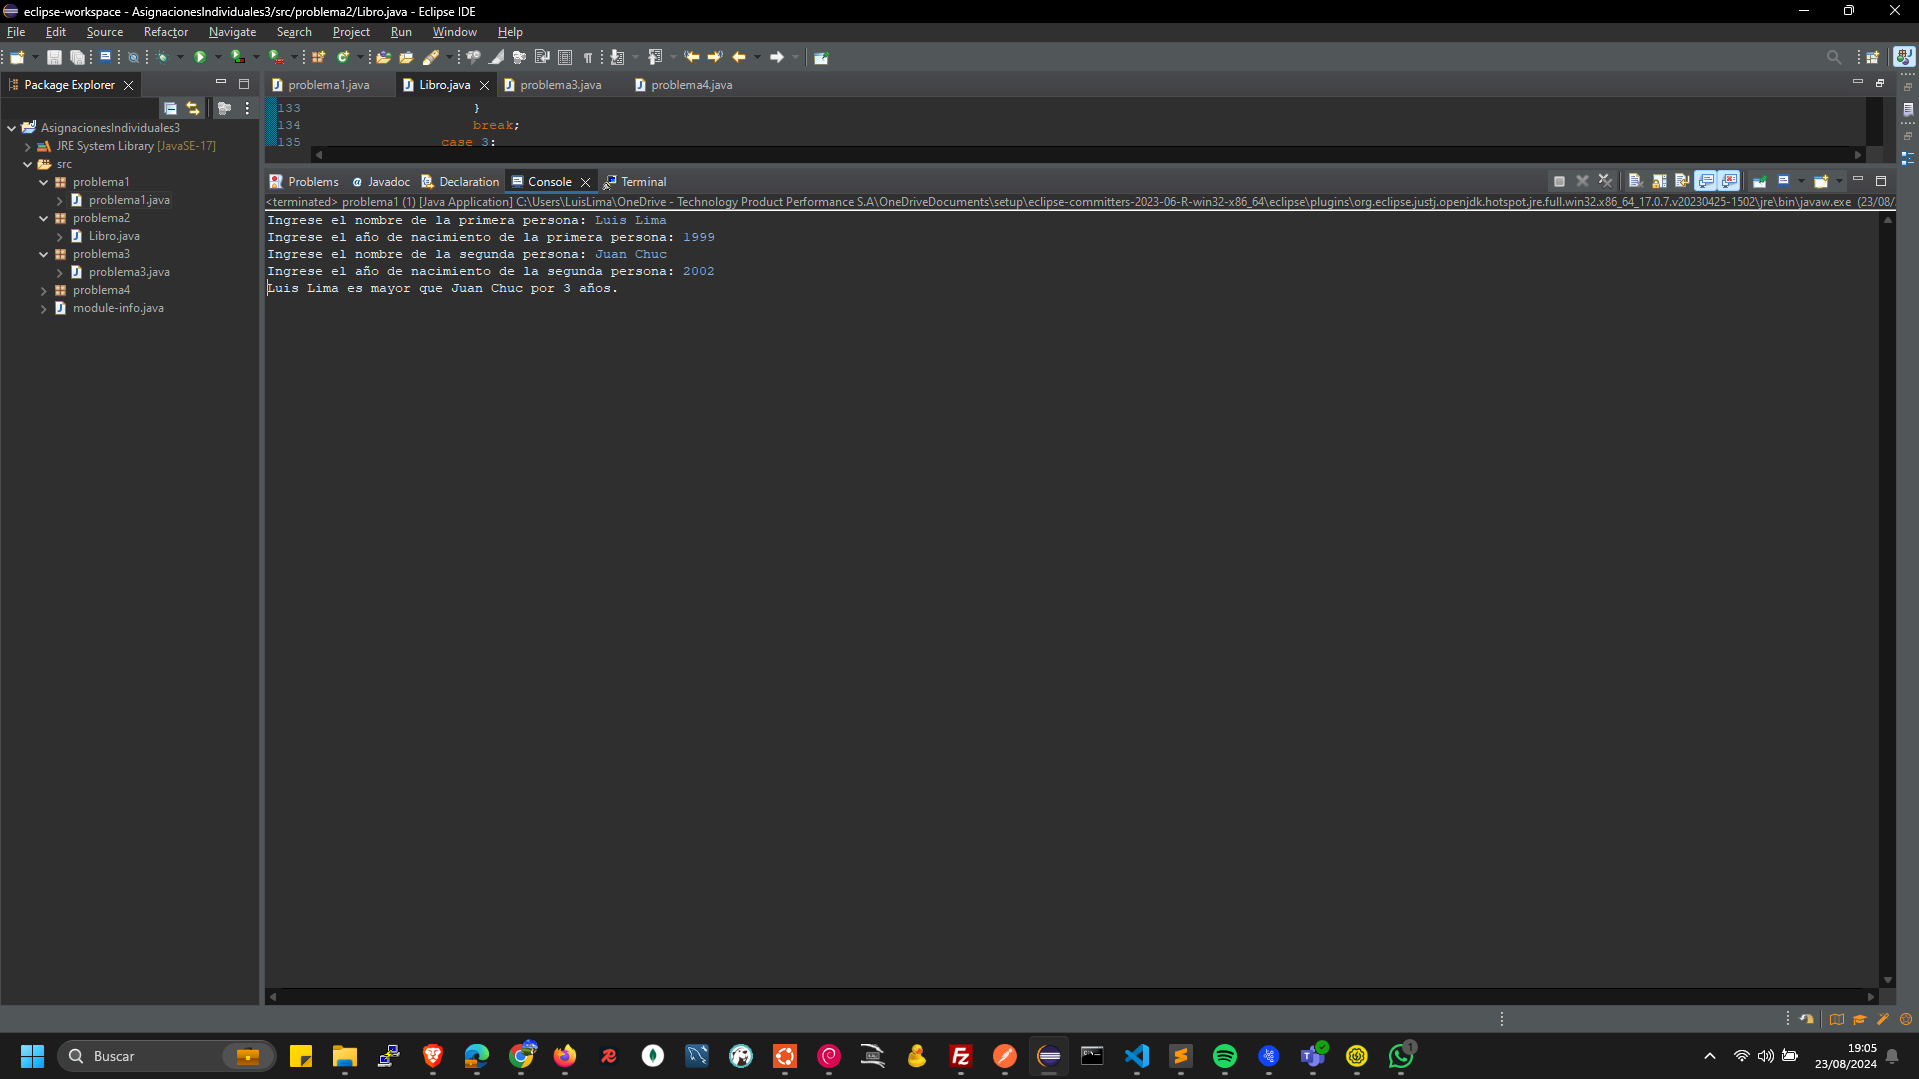 eclipse-workspace - AsignacionesIndividuales3/src/problema2/Libro.java - Eclipse IDE
File Edit Source Refactor Navigate Search Project Run Window Help
Package Explorer
problema1.java Libro.java problema3.java problema4.java
AsignacionesIndividuales3
JRE System Library [JavaSE-17]
src
problema1
problema1.java
problema2
Libro.java
problema3
problema3.java
problema4
module-info.java
133 }
134 break;
135 case 3:
Problems Javadoc Declaration Console Terminal
<terminated> problema1 (1) [Java Application] C:\Users\LuisLima\OneDrive - Technology Product Performance S.A\OneDriveDocuments\setup\eclipse-committers-2023-06-R-win32-x86_64\eclipse\plugins\org.eclipse.justj.openjdk.hotspot.jre.full.win32.x86_64_17.0.7.v20230425-1502\jre\bin\javaw.exe (23/08/
Ingrese el nombre de la primera persona: Luis Lima
Ingrese el año de nacimiento de la primera persona: 1999
Ingrese el nombre de la segunda persona: Juan Chuc
Ingrese el año de nacimiento de la segunda persona: 2002
Luis Lima es mayor que Juan Chuc por 3 años.
Buscar
1
19:05
23/08/2024